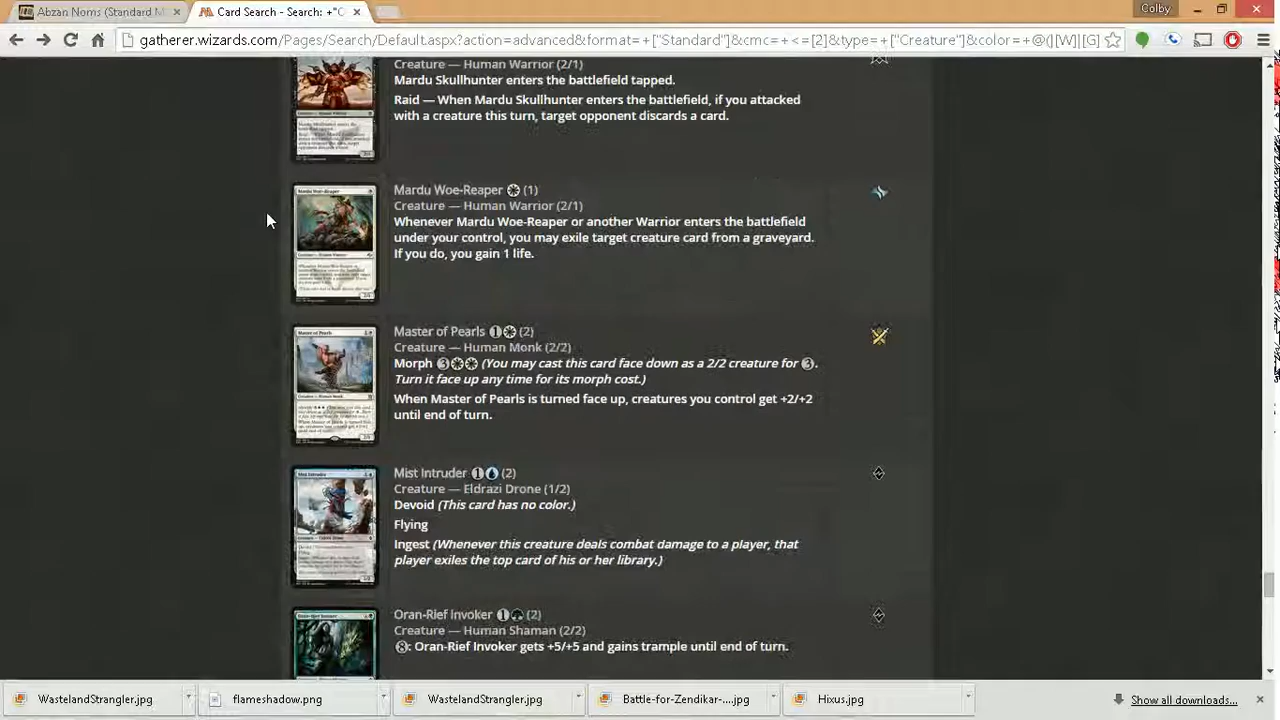 Abzan Noms (Standard M
Card Search - Search: +"C
Colby
gatherer.wizards.com/Pages/Search/Default.aspx?action=advanced&format=+["Standard"]&cmc=+<=[2]&type=+["Creature"]&color=+@([W]|[G]
Creature — Human Warrior (2/1)
Mardu Skullhunter enters the battlefield tapped.
Raid — When Mardu Skullhunter enters the battlefield, if you attacked
with a creature this turn, target opponent discards a card.
Mardu Woe-Reaper (1)
Creature — Human Warrior (2/1)
Whenever Mardu Woe-Reaper or another Warrior enters the battlefield
under your control, you may exile target creature card from a graveyard.
If you do, you gain 1 life.
Master of Pearls 1 (2)
Creature — Human Monk (2/2)
Morph 3 (You may cast this card face down as a 2/2 creature for 3.
Turn it face up any time for its morph cost.)
When Master of Pearls is turned face up, creatures you control get +2/+2
until end of turn.
Mist Intruder 1 (2)
Creature — Eldrazi Drone (1/2)
Devoid (This card has no color.)
Flying
Ingest (Whenever this creature deals combat damage to a player, that
player exiles the top card of his or her library.)
Oran-Rief Invoker 1 (2)
Creature — Human Shaman (2/2)
8: Oran-Rief Invoker gets +5/+5 and gains trample until end of turn.
WastelandStrangler.jpg
flameshadow.png
WastelandStranger.jpg
Battle-for-Zendikar-....jpg
Hixus.jpg
Show all downloads...